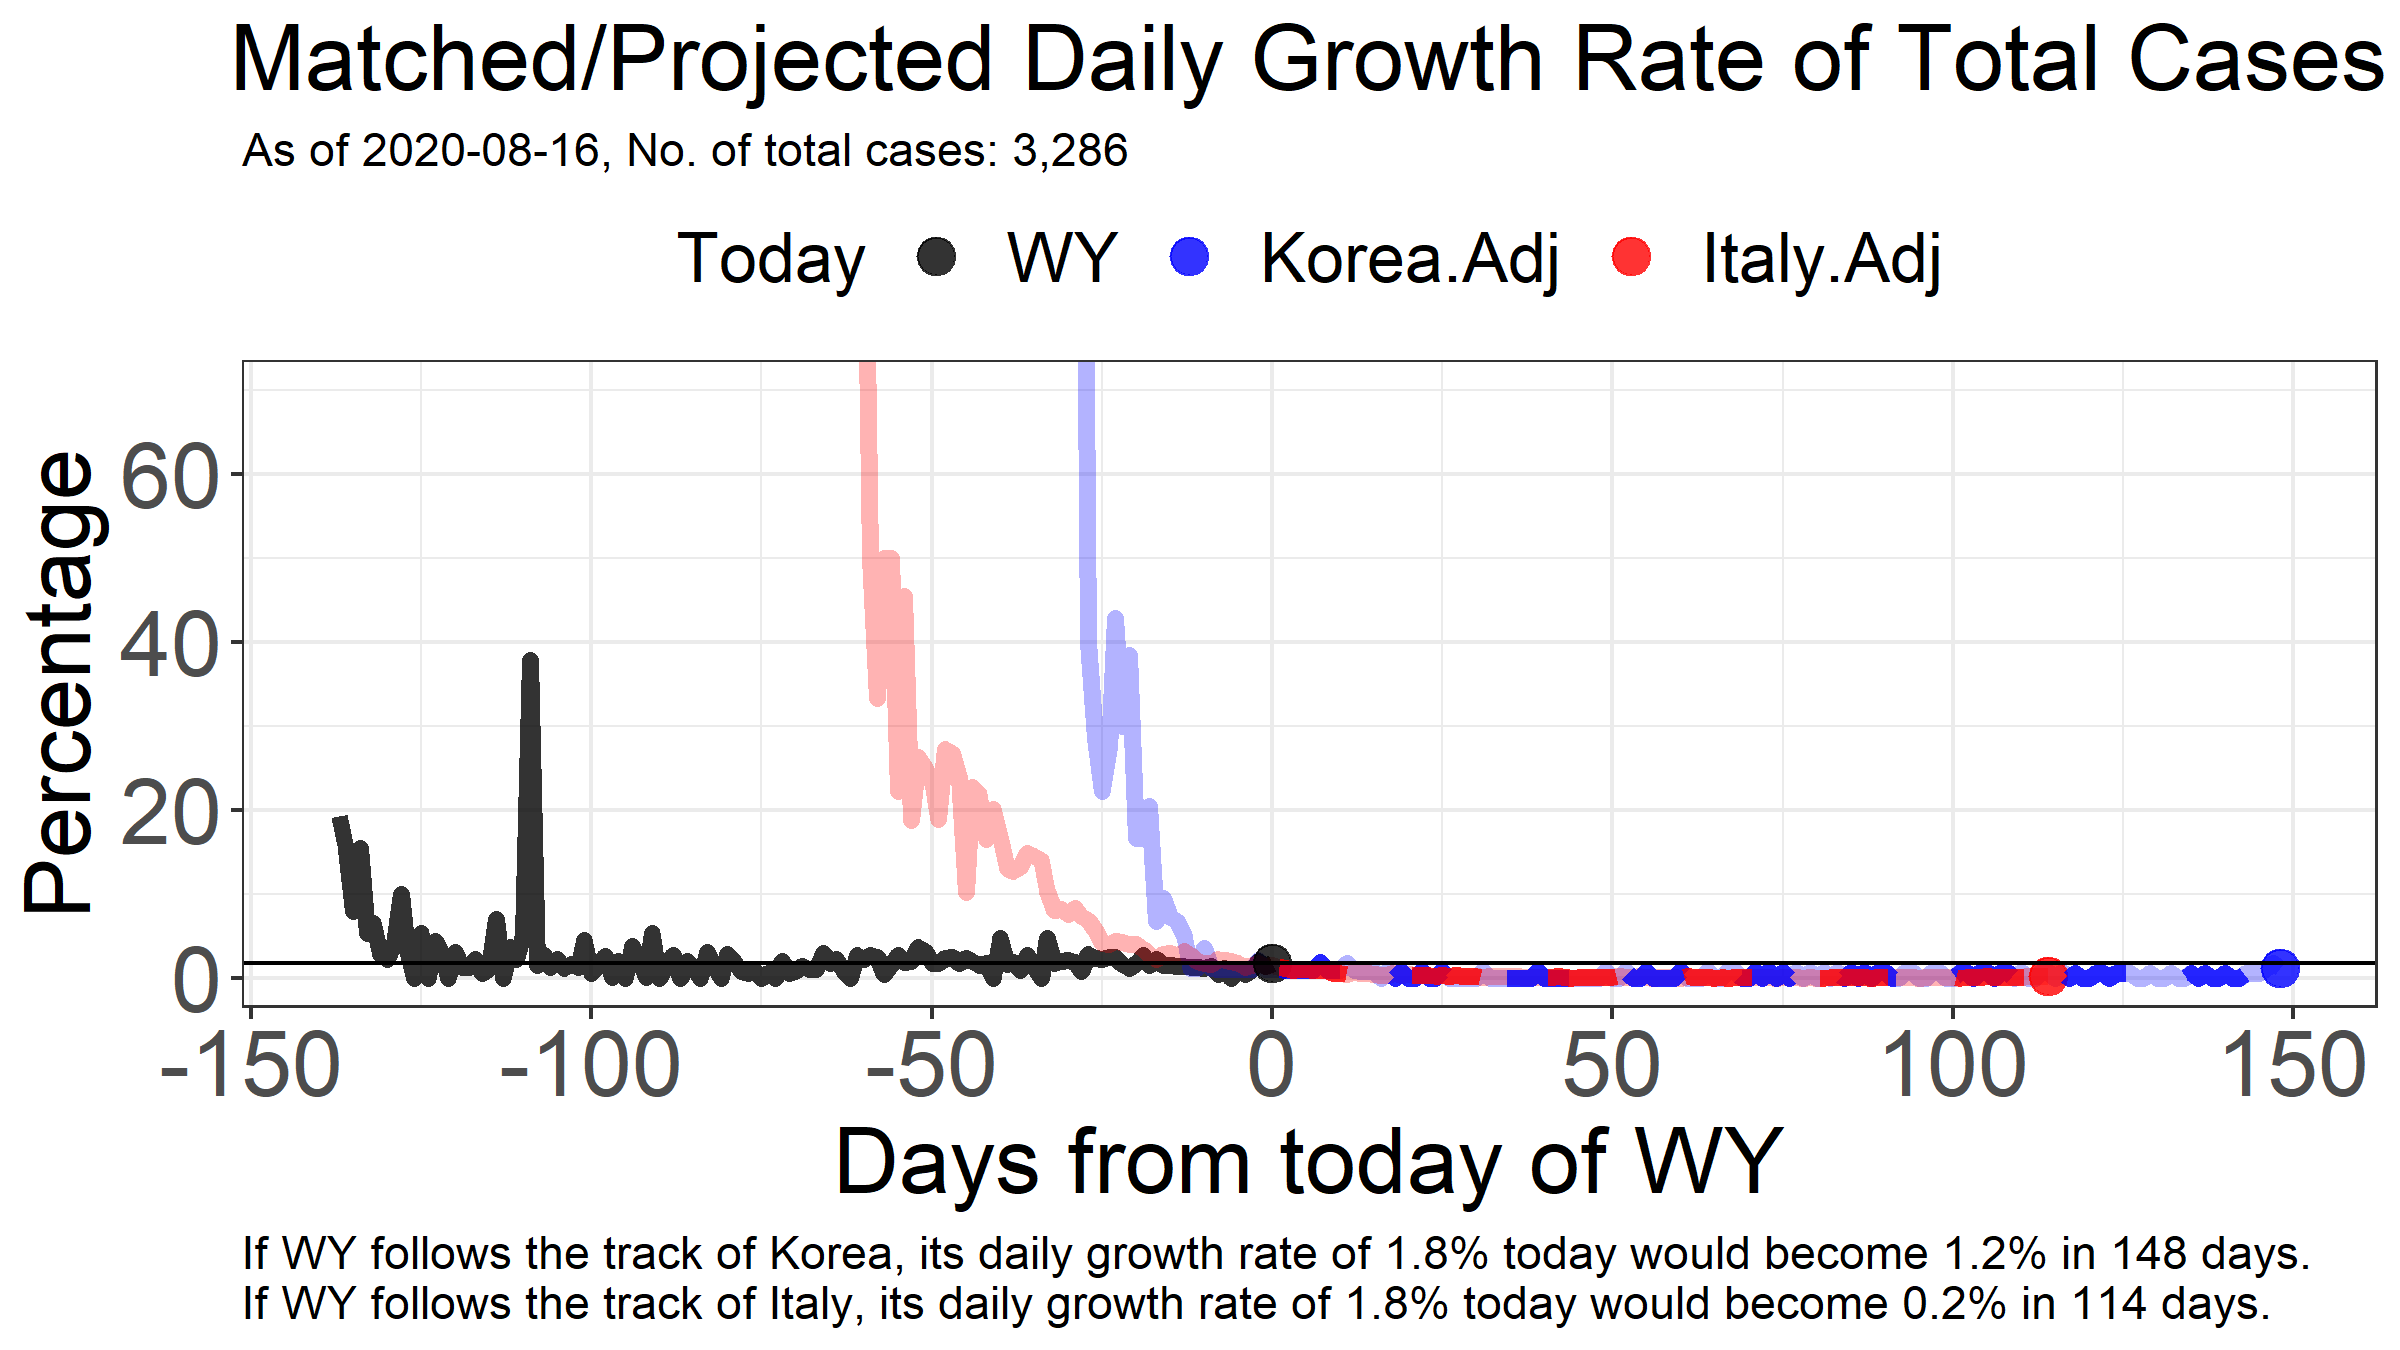 Matched/Projected Daily Growth Rate of Total Cases
As of 2020-08-16, No. of total cases: 3,286
Today WY Korea.Adj Italy.Adj
Percentage
60
40
20
0
-150 -100 -50 0 50 100 150
Days from today of WY
If WY follows the track of Korea, its daily growth rate of 1.8% today would become 1.2% in 148 days.
If WY follows the track of Italy, its daily growth rate of 1.8% today would become 0.2% in 114 days.